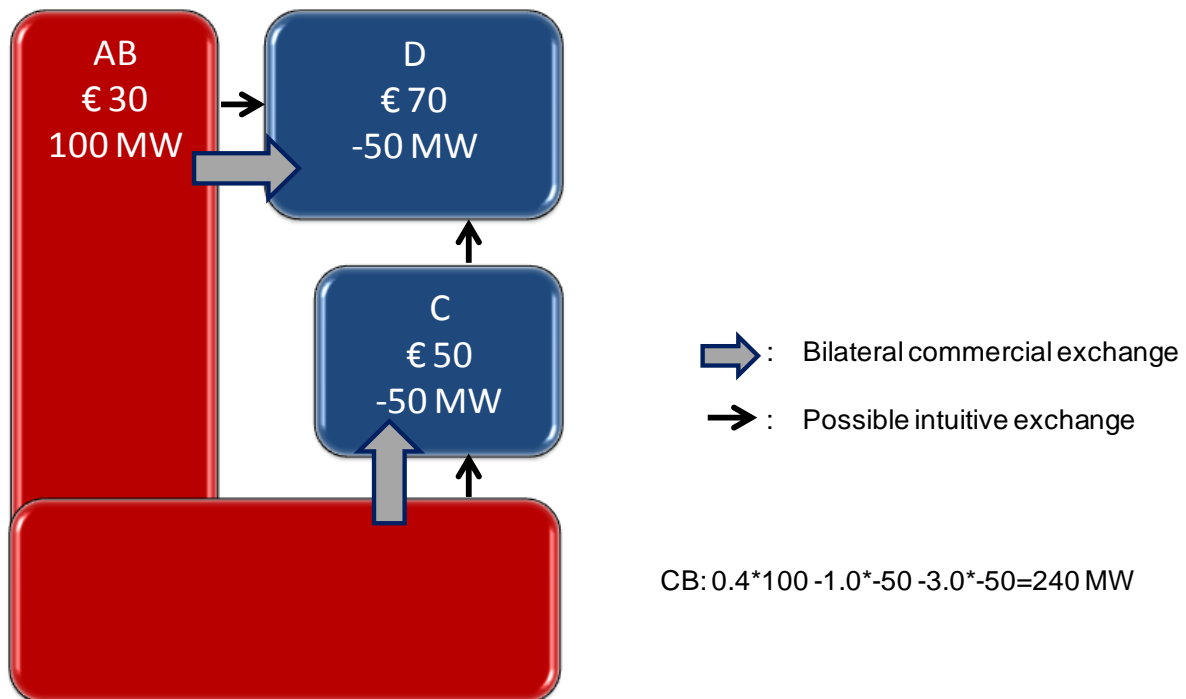 AB
€ 30
100 MW
D
€ 70
-50 MW
C
€ 50
-50 MW
: Bilateral commercial exchange
: Possible intuitive exchange
CB: 0.4*100 -1.0*-50 -3.0*-50=240 MW